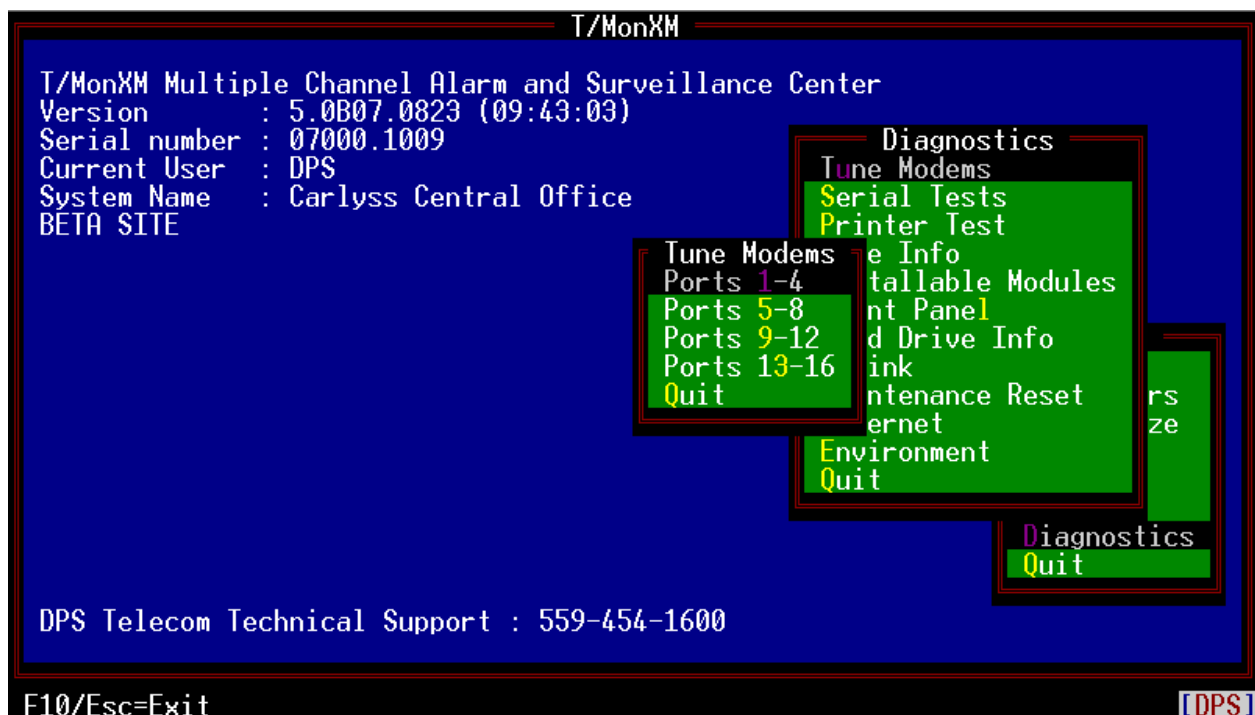 T/MonXM
T/MonXM Multiple Channel Alarm and Surveillance Center
Version : 5.0B07.0823 (09:43:03)
Serial number : 07000.1009
Current User : DPS
System Name : Carlyss Central Office
BETA SITE
Diagnostics
Tune Modems
Serial Tests
Printer Test
e Info
tallable Modules
nt Panel
d Drive Info
ink
ntenance Reset
ernet
Environment
Quit
Tune Modems
Ports 1-4
Ports 5-8
Ports 9-12
Ports 13-16
Quit
rs
ze
Diagnostics
Quit
DPS Telecom Technical Support : 559-454-1600
F10/Esc=Exit
[DPS]